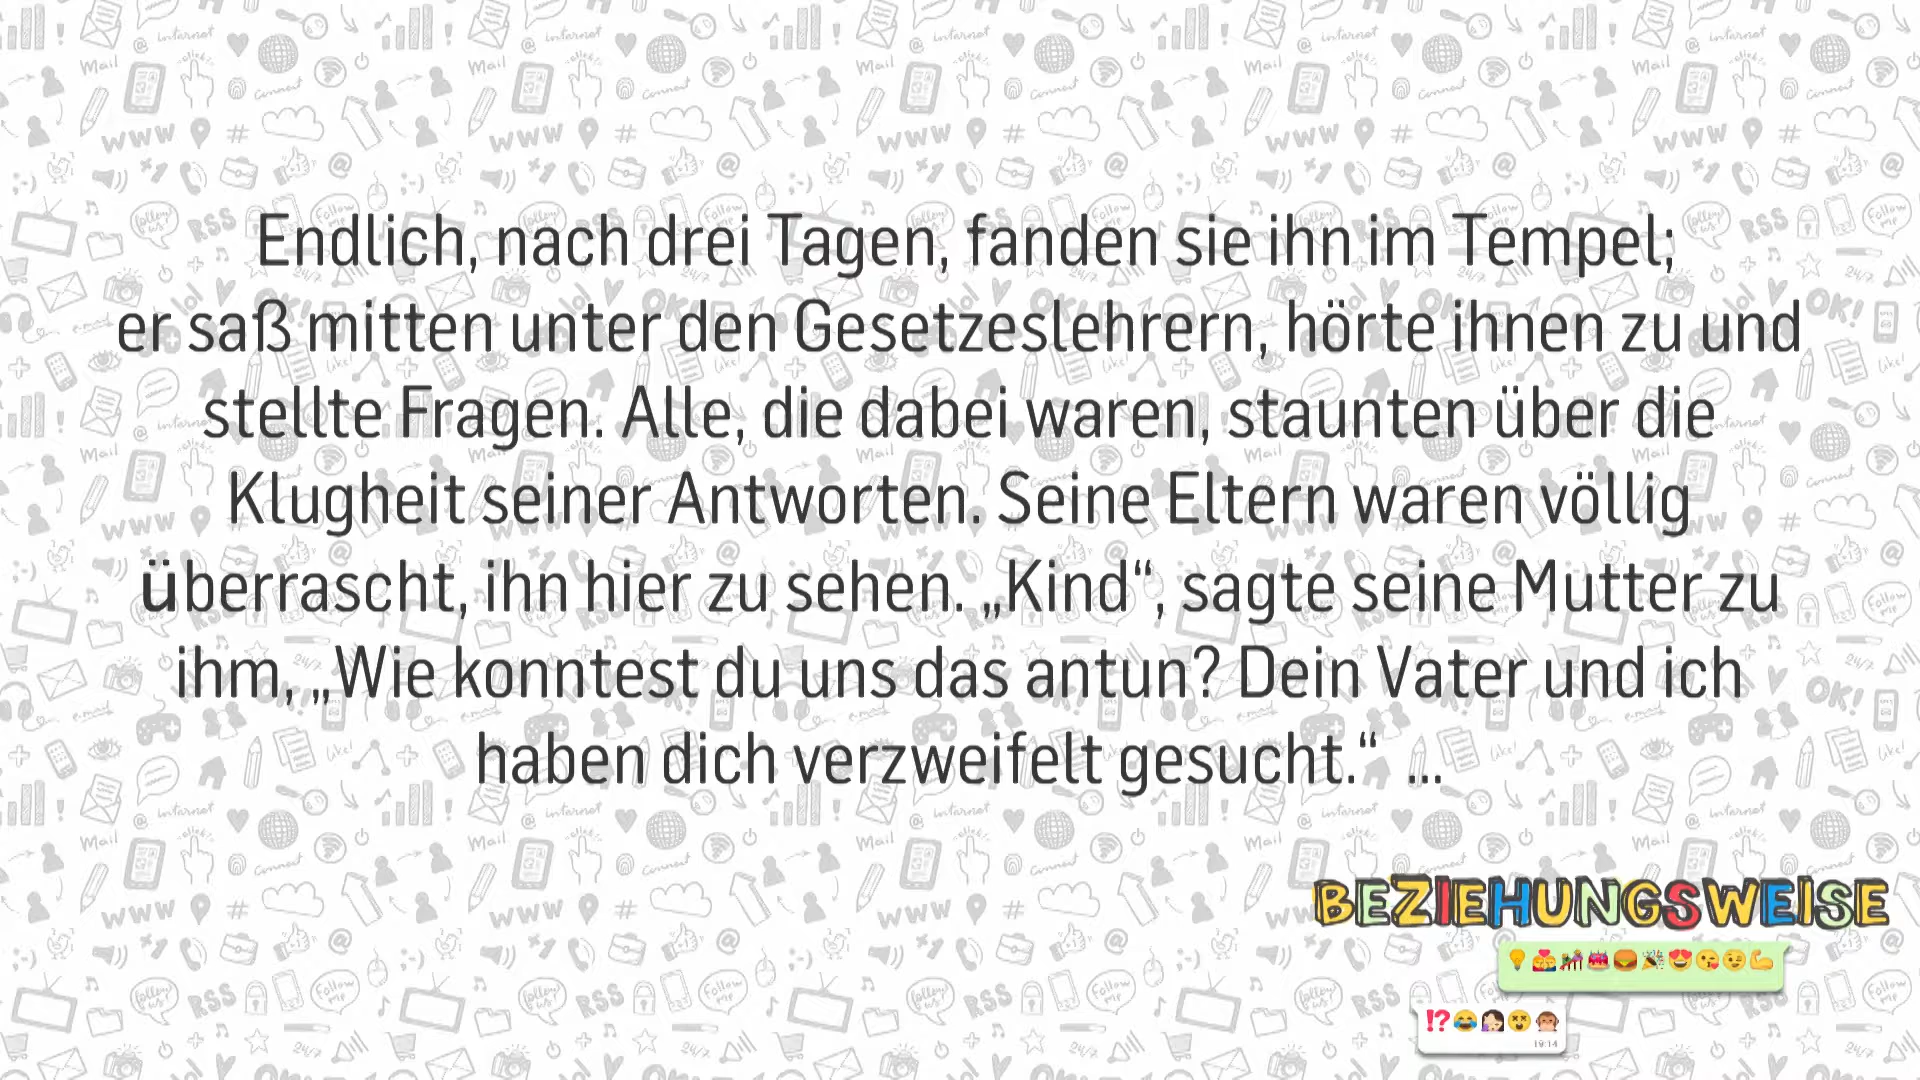 Endlich, nach drei Tagen, fanden sie ihn im Tempel;
er saß mitten unter den Gesetzeslehrern, hörte ihnen zu und
stellte Fragen. Alle, die dabei waren, staunten über die
Klugheit seiner Antworten. Seine Eltern waren völlig
überrascht, ihn hier zu sehen. „Kind“, sagte seine Mutter zu
ihm, „Wie konntest du uns das antun? Dein Vater und ich
haben dich verzweifelt gesucht.“ ...
BEZIEHUNGSWEISE
19:14